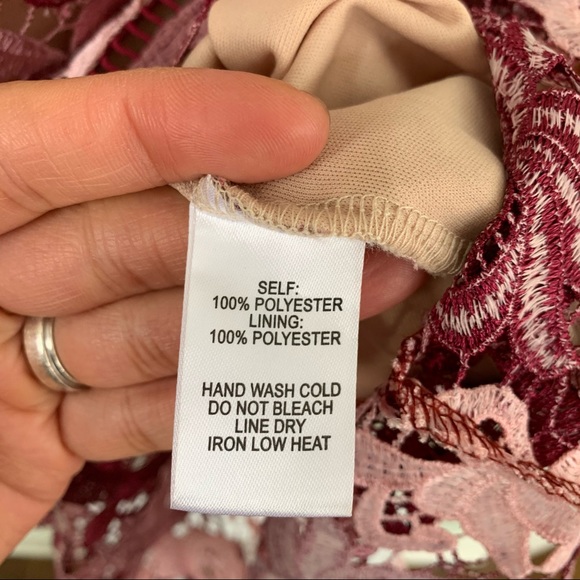 SELF:
100% POLYESTER
LINING:
100% POLYESTER
HAND WASH COLD
DO NOT BLEACH
LINE DRY
IRON LOW HEAT